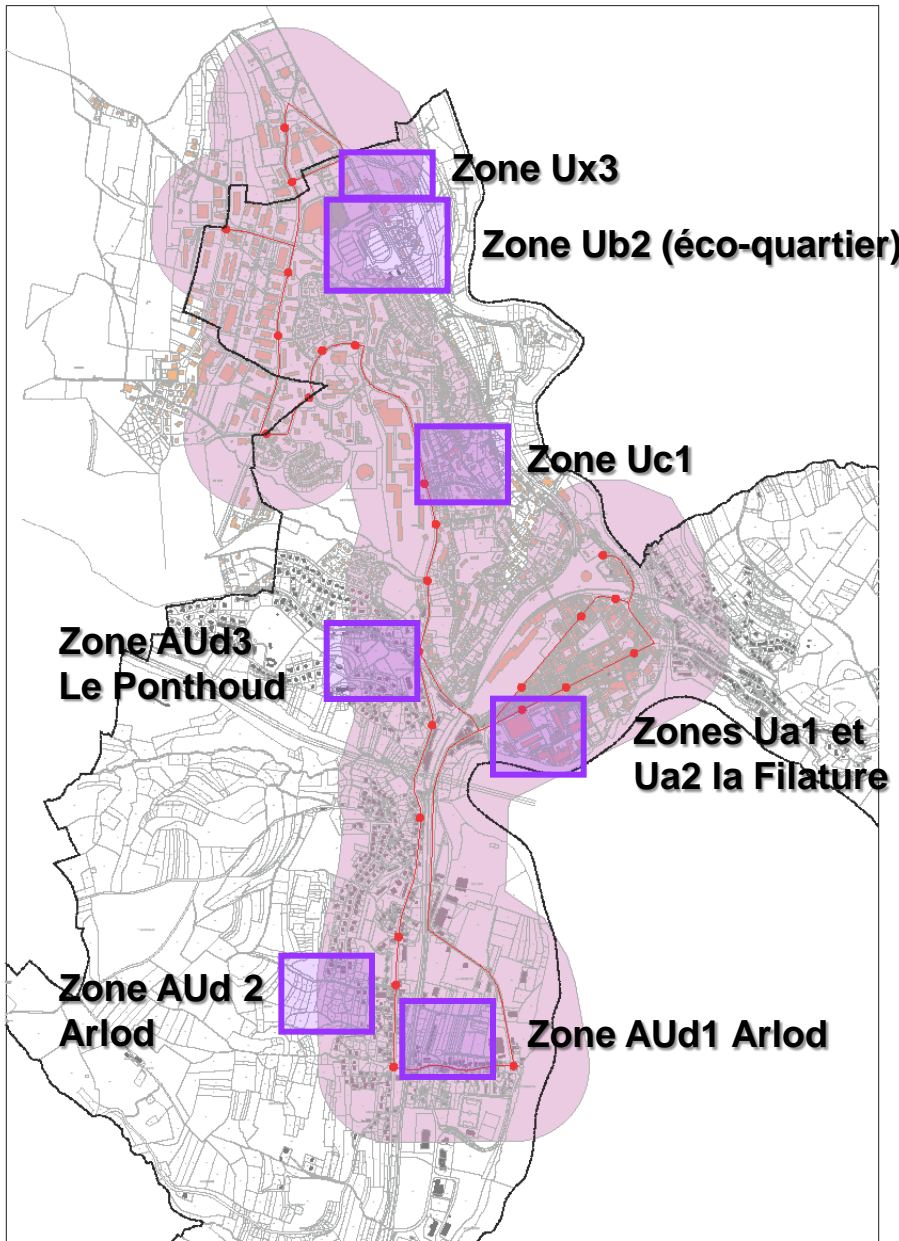 Zone Ux3
Zone Ub2 (éco-quartier)
Zone Uc1
Zone AUd3
Le Ponthoud
Zones Ua1 et
Ua2 la Filature
Zone AUd 2
Arlod
Zone AUd1 Arlod